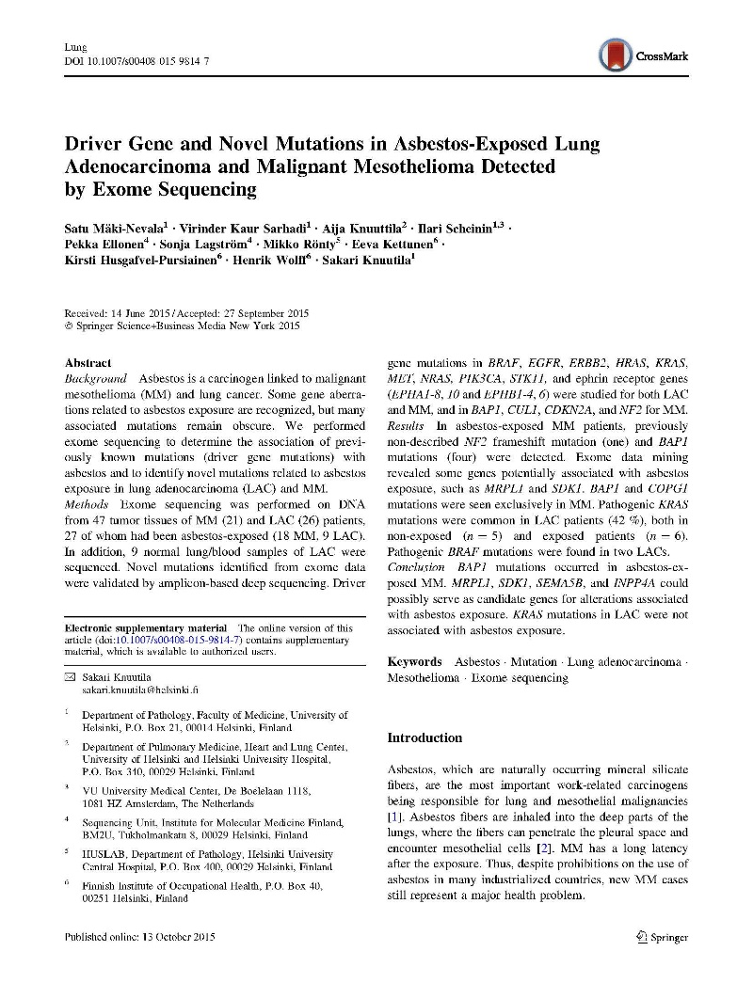 Lung
DOI 10.1007/s00408-015-9814-7
CrossMark
Driver Gene and Novel Mutations in Asbestos-Exposed Lung
Adenocarcinoma and Malignant Mesothelioma Detected
by Exome Sequencing
Satu Mäki-Nevala1 · Virinder Kaur Sarhadi1 · Aija Knuuttila2 · Ilari Scheinin1,3 ·
Pekka Ellonen4 · Sonja Lagström4 · Mikko Rönty5 · Eeva Kettunen6 ·
Kirsti Husgafvel-Pursiainen6 · Henrik Wolff6 · Sakari Knuutila1
Received: 14 June 2015 / Accepted: 27 September 2015
© Springer Science+Business Media New York 2015
Abstract
Background Asbestos is a carcinogen linked to malignant
mesothelioma (MM) and lung cancer. Some gene aberra-
tions related to asbestos exposure are recognized, but many
associated mutations remain obscure. We performed
exome sequencing to determine the association of previ-
ously known mutations (driver gene mutations) with
asbestos and to identify novel mutations related to asbestos
exposure in lung adenocarcinoma (LAC) and MM.
Methods Exome sequencing was performed on DNA
from 47 tumor tissues of MM (21) and LAC (26) patients,
27 of whom had been asbestos-exposed (18 MM, 9 LAC).
In addition, 9 normal lung/blood samples of LAC were
sequenced. Novel mutations identified from exome data
were validated by amplicon-based deep sequencing. Driver
Electronic supplementary material The online version of this
article (doi:10.1007/s00408-015-9814-7) contains supplementary
material, which is available to authorized users.
Sakari Knuutila
sakari.knuutila@helsinki.fi
1 Department of Pathology, Faculty of Medicine, University of
Helsinki, P.O. Box 21, 00014 Helsinki, Finland
2 Department of Pulmonary Medicine, Heart and Lung Center,
University of Helsinki and Helsinki University Hospital,
P.O. Box 340, 00029 Helsinki, Finland
3 VU University Medical Center, De Boelelaan 1118,
1081 HZ Amsterdam, The Netherlands
4 Sequencing Unit, Institute for Molecular Medicine Finland,
BM2U, Tukholmankatu 8, 00029 Helsinki, Finland
5 HUSLAB, Department of Pathology, Helsinki University
Central Hospital, P.O. Box 400, 00029 Helsinki, Finland
6 Finnish Institute of Occupational Health, P.O. Box 40,
00251 Helsinki, Finland
gene mutations in BRAF, EGFR, ERBB2, HRAS, KRAS,
MET, NRAS, PIK3CA, STK11, and ephrin receptor genes
(EPHA1-8, 10 and EPHB1-4, 6) were studied for both LAC
and MM, and in BAP1, CUL1, CDKN2A, and NF2 for MM.
Results In asbestos-exposed MM patients, previously
non-described NF2 frameshift mutation (one) and BAP1
mutations (four) were detected. Exome data mining
revealed some genes potentially associated with asbestos
exposure, such as MRPL1 and SDK1. BAP1 and COPG1
mutations were seen exclusively in MM. Pathogenic KRAS
mutations were common in LAC patients (42 %), both in
non-exposed (n = 5) and exposed patients (n = 6).
Pathogenic BRAF mutations were found in two LACs.
Conclusion BAP1 mutations occurred in asbestos-ex-
posed MM. MRPL1, SDK1, SEMA5B, and INPP4A could
possibly serve as candidate genes for alterations associated
with asbestos exposure. KRAS mutations in LAC were not
associated with asbestos exposure.
Keywords Asbestos · Mutation · Lung adenocarcinoma ·
Mesothelioma · Exome sequencing
Introduction
Asbestos, which are naturally occurring mineral silicate
fibers, are the most important work-related carcinogens
being responsible for lung and mesothelial malignancies
[1]. Asbestos fibers are inhaled into the deep parts of the
lungs, where the fibers can penetrate the pleural space and
encounter mesothelial cells [2]. MM has a long latency
after the exposure. Thus, despite prohibitions on the use of
asbestos in many industrialized countries, new MM cases
still represent a major health problem.
Published online: 13 October 2015
Springer